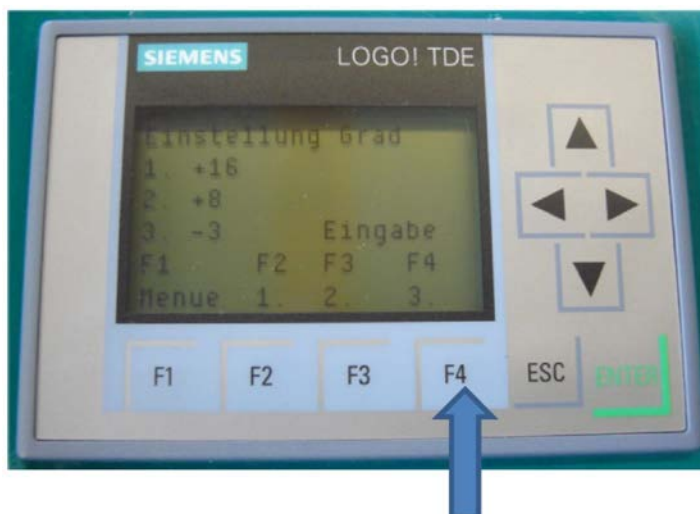 SIEMENS LOGO! TDE
Einstellung Grad
1. +16
2. +8
3. -3 Eingabe
F1 F2 F3 F4
Menue 1. 2. 3.
F1 F2 F3 F4 ESC ENTER